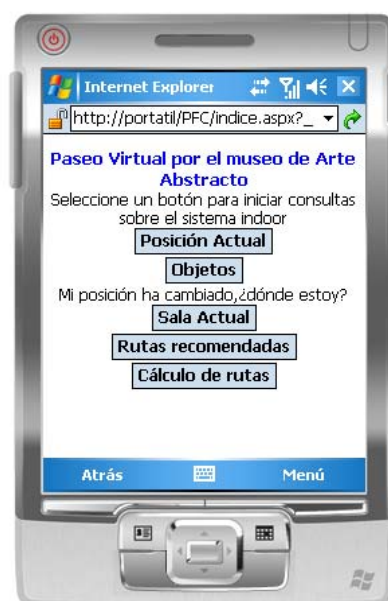 Internet Explorer
http://portatil/PFC/indice.aspx?_
Paseo Virtual por el museo de Arte
Abstracto
Seleccione un botón para iniciar consultas
sobre el sistema indoor
Posición Actual
Objetos
Mi posición ha cambiado,¿dónde estoy?
Sala Actual
Rutas recomendadas
Cálculo de rutas
Atrás Menú